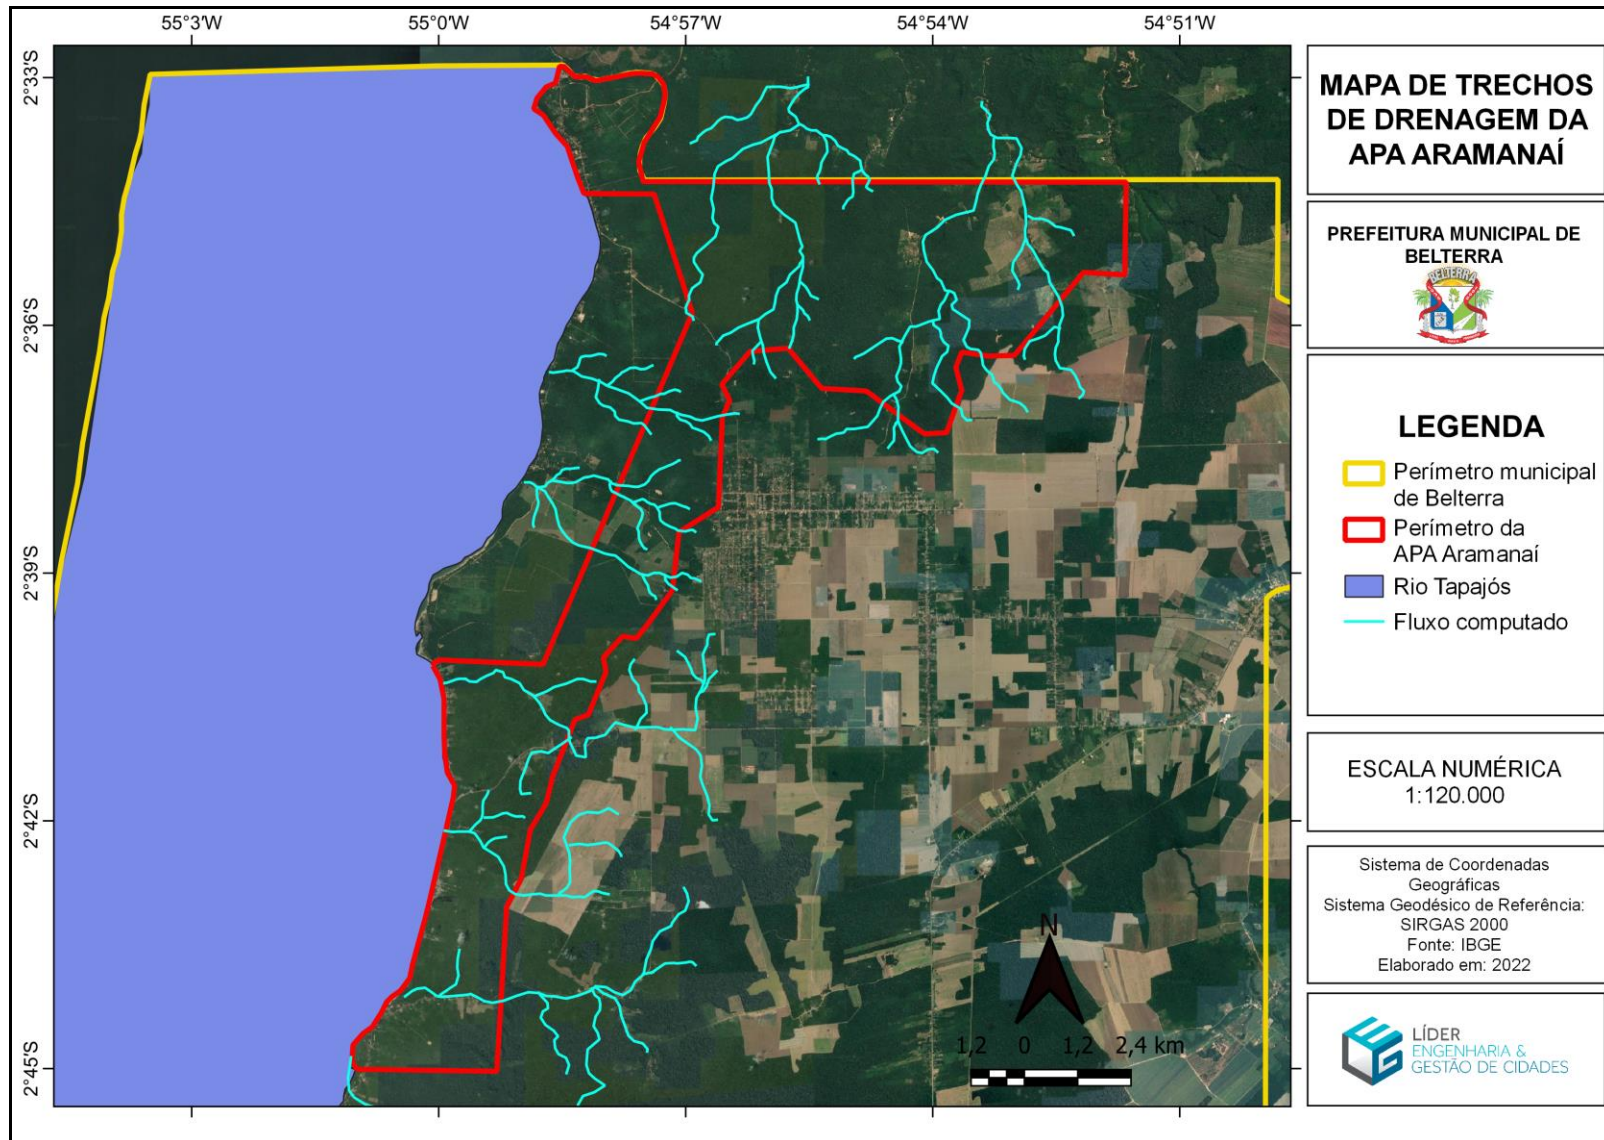 55°3'W 55°0'W 54°57'W 54°54'W 54°51'W
2°33'S
2°36'S
2°39'S
2°42'S
2°45'S
N
1,2 0 1,2 2,4 km
MAPA DE TRECHOS
DE DRENAGEM DA
APA ARAMANAÍ
PREFEITURA MUNICIPAL DE
BELTERRA
BELTERRA
LEGENDA
Perímetro municipal
de Belterra
Perímetro da
APA Aramanaí
Rio Tapajós
Fluxo computado
ESCALA NUMÉRICA
1:120.000
Sistema de Coordenadas
Geográficas
Sistema Geodésico de Referência:
SIRGAS 2000
Fonte: IBGE
Elaborado em: 2022
LÍDER
ENGENHARIA &
GESTÃO DE CIDADES